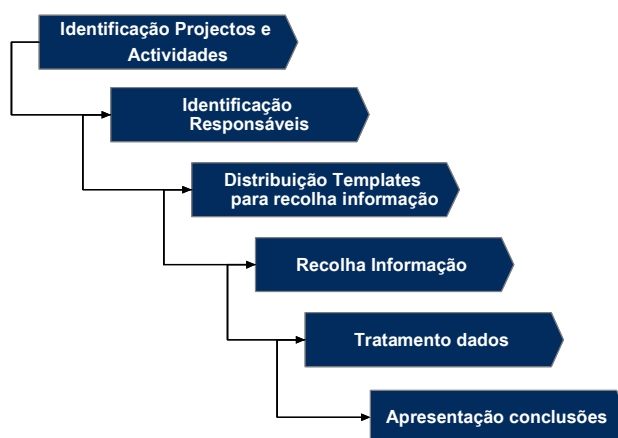 Identificação Projectos e
Actividades
Identificação
Responsáveis
Distribuição Templates
para recolha informação
Recolha Informação
Tratamento dados
Apresentação conclusões